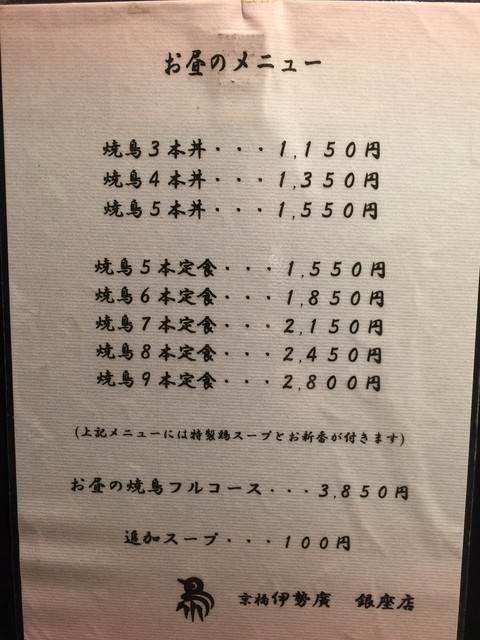 お昼のメニュー
焼鳥3本丼・・・1,150円
焼鳥4本丼・・・1,350円
焼鳥5本丼・・・1,550円
焼鳥5本定食・・・1,550円
焼鳥6本定食・・・1,850円
焼鳥7本定食・・・2,150円
焼鳥8本定食・・・2,450円
焼鳥9本定食・・・2,800円
(上記メニューには特製鶏スープとお新香が付きます)
お昼の焼鳥フルコース・・・3,850円
追加スープ・・・100円
京橋伊勢廣　銀座店